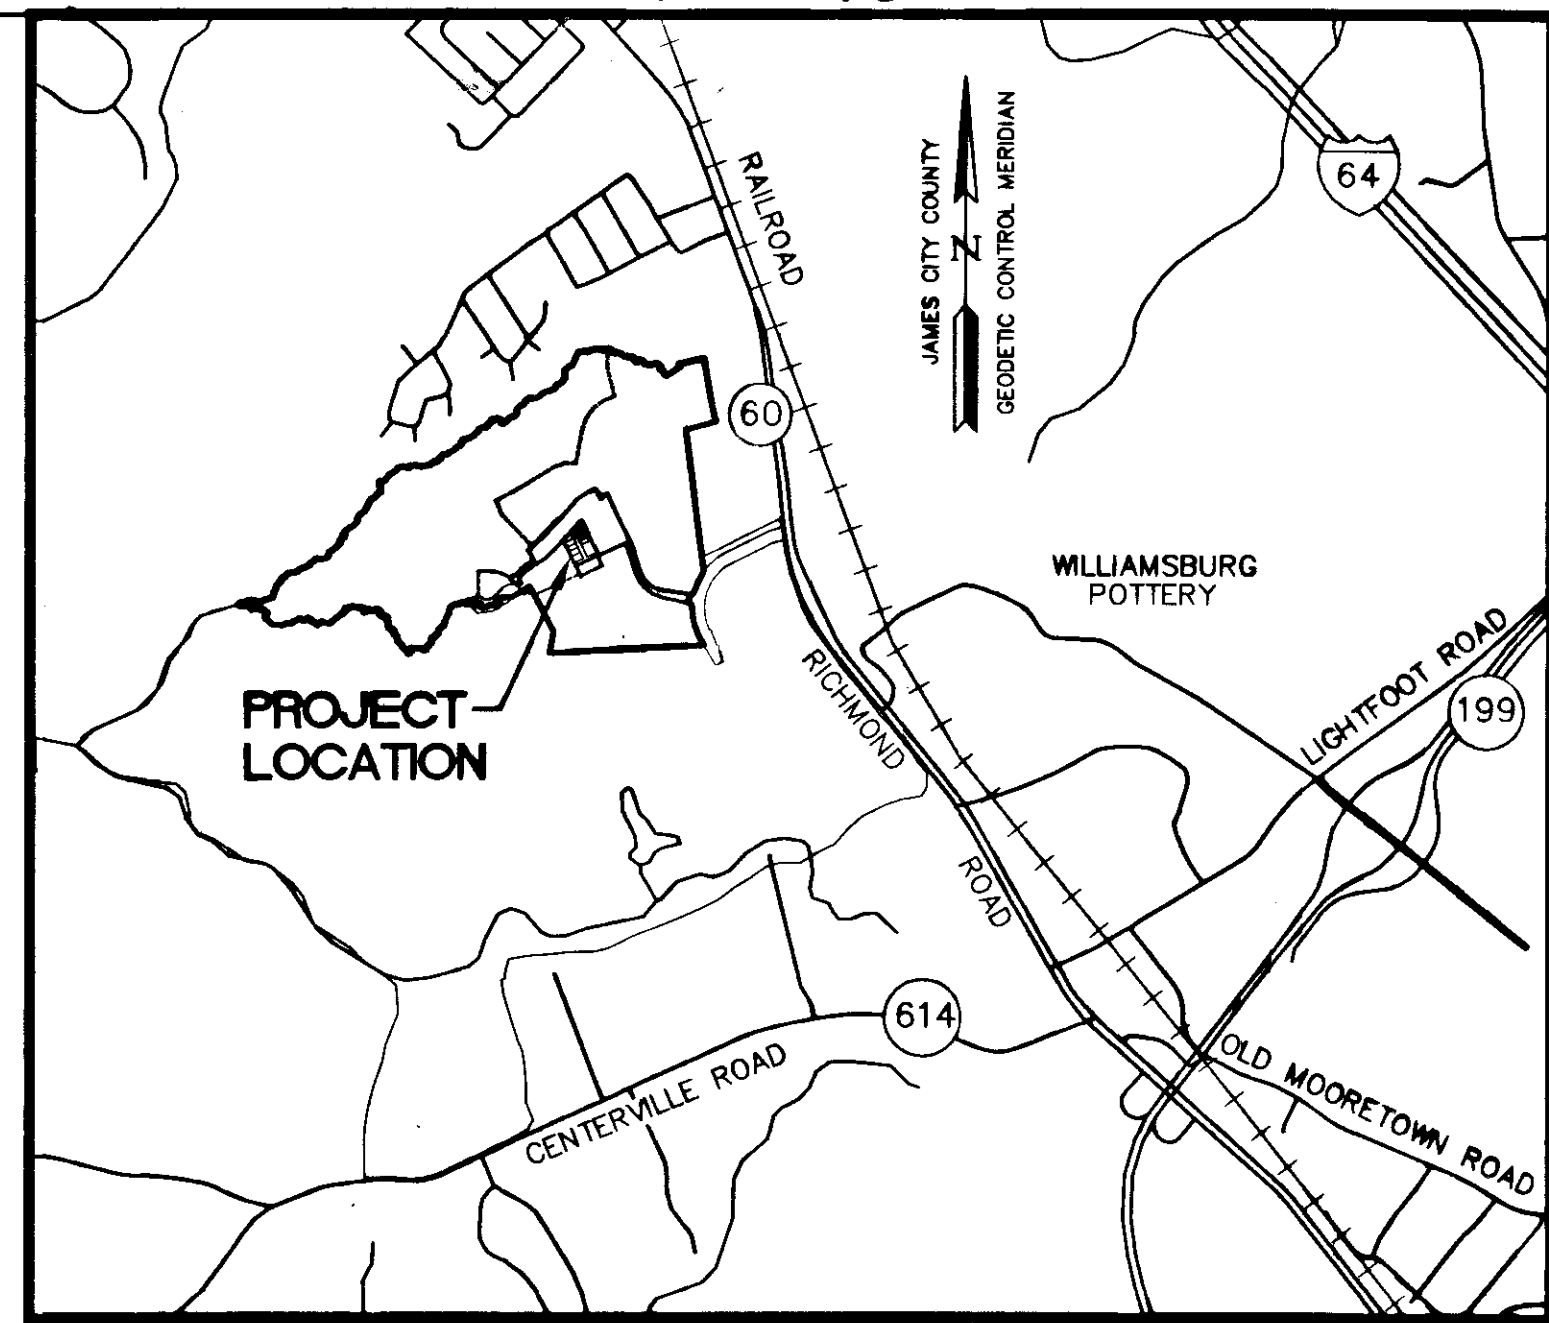 64
RAILROAD
JAMES CITY COUNTY
GEODETIC CONTROL MERIDIAN
N
60
WILLIAMSBURG
POTTERY
LIGHTFOOT ROAD
199
RICHMOND
ROAD
PROJECT
LOCATION
614
CENTERVILLE ROAD
OLD MOORETOWN ROAD